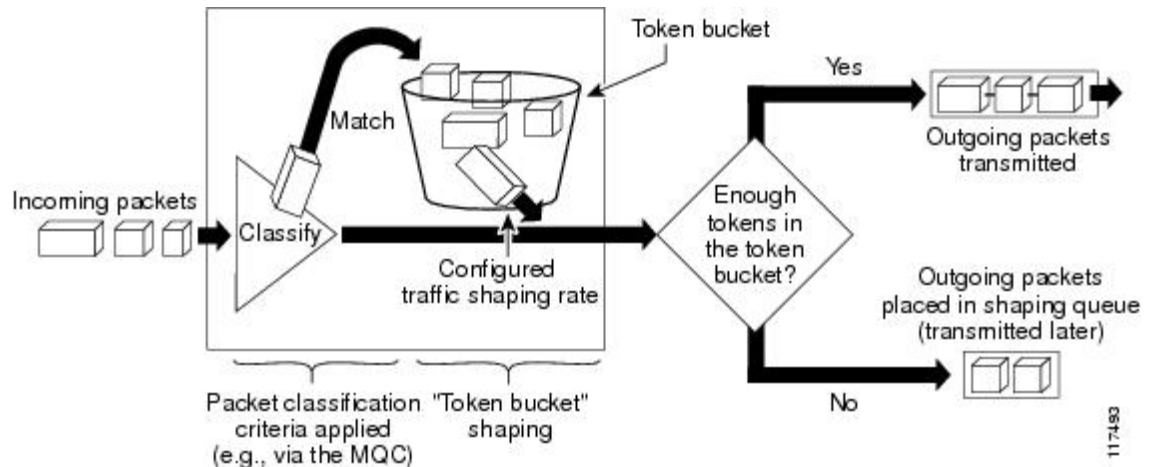 Token bucket
Match
Yes
Outgoing packets
transmitted
Incoming packets
Classify
Configured
traffic shaping rate
Enough
tokens in
the token
bucket?
Outgoing packets
placed in shaping queue
(transmitted later)
No
Packet classification
criteria applied
(e.g., via the MQC)
"Token bucket"
shaping
117493